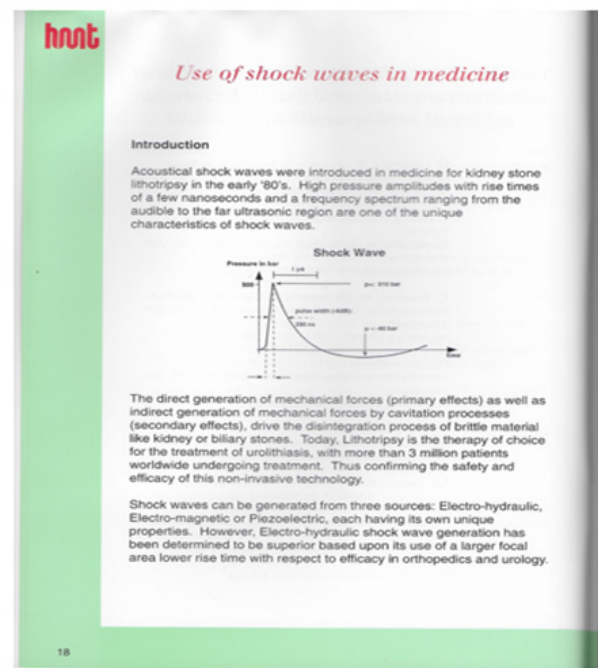 hmt
Use of shock waves in medicine
Introduction
Acoustical shock waves were introduced in medicine for kidney stone
lithotripsy in the early '80's. High pressure amplitudes with rise times
of a few nanoseconds and a frequency spectrum ranging from the
audible to the far ultrasonic region are one of the unique
characteristics of shock waves.
Shock Wave
Pressure in bar
1 µs
500
pulse width (-6dB):
time
The direct generation of mechanical forces (primary effects) as well as
indirect generation of mechanical forces by cavitation processes
(secondary effects), drive the disintegration process of brittle material
like kidney or biliary stones. Today, Lithotripsy is the therapy of choice
for the treatment of urolithiasis, with more than 3 million patients
worldwide undergoing treatment. Thus confirming the safety and
efficacy of this non-invasive technology.
Shock waves can be generated from three sources: Electro-hydraulic,
Electro-magnetic or Piezoelectric, each having its own unique
properties. However, Electro-hydraulic shock wave generation has
been determined to be superior based upon its use of a larger focal
area lower rise time with respect to efficacy in orthopedics and urology.
18